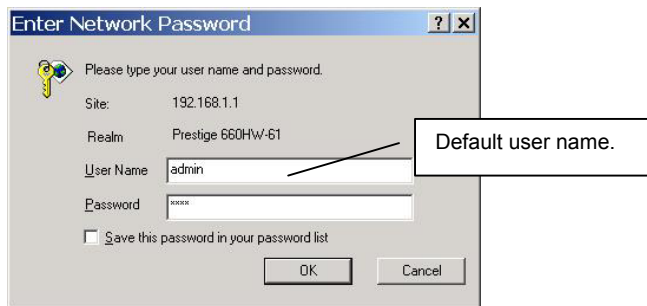 Enter Network Password
? x
Please type your user name and password.
Site: 192.168.1.1
Realm Prestige 660HW-61
User Name admin
Default user name.
Password xxxx
Save this password in your password list
OK Cancel